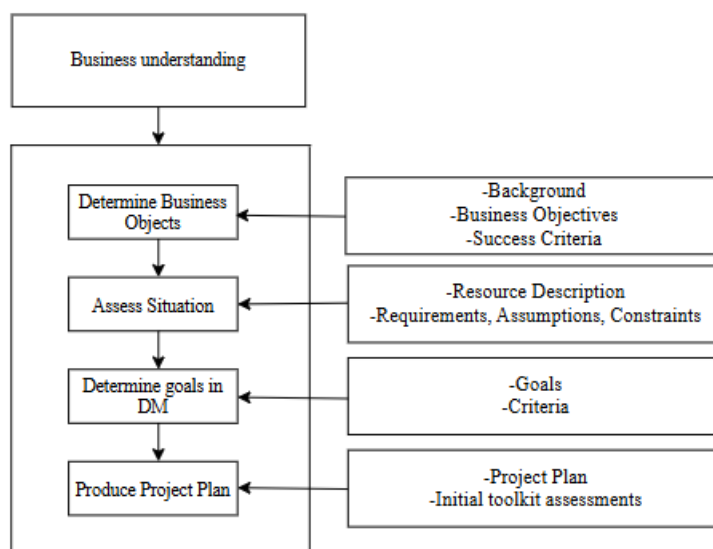 Business understanding
Determine Business
Objects
-Background
-Business Objectives
-Success Criteria
Assess Situation
-Resource Description
-Requirements, Assumptions, Constraints
Determine goals in
DM
-Goals
-Criteria
Produce Project Plan
-Project Plan
-Initial toolkit assessments